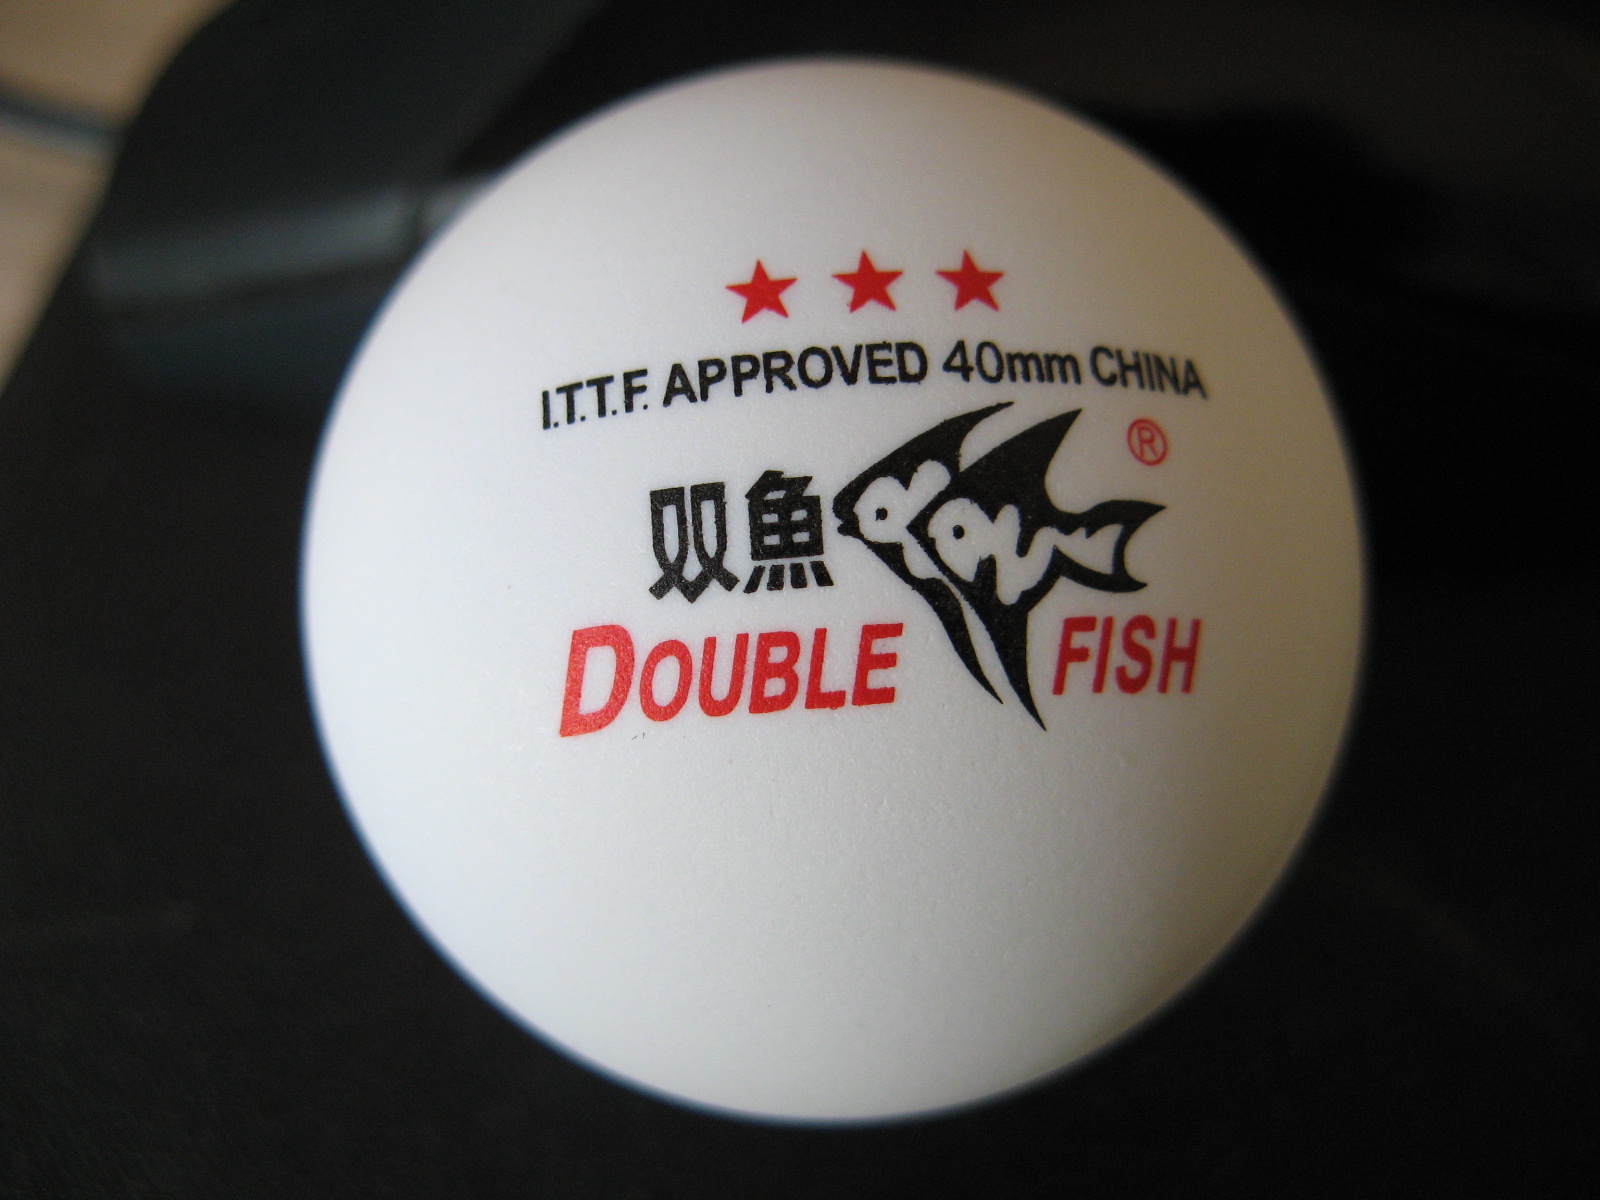 ★ ★ ★
I.T.T.F. APPROVED 40mm CHINA
®
双魚
DOUBLE FISH